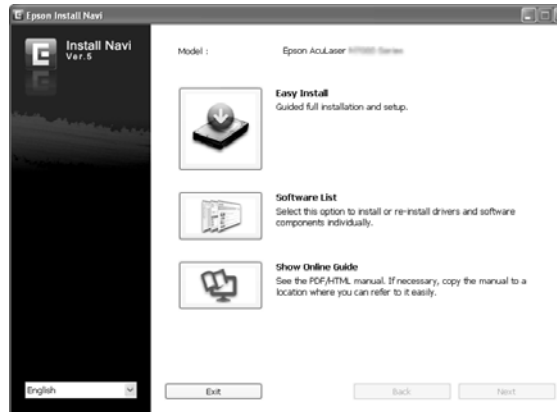 Epson Install Navi
Install Navi
Ver.5
Model : Epson AcuLaser
Easy Install
Guided full installation and setup.
Software List
Select this option to install or re-install drivers and software
components individually.
Show Online Guide
See the PDF/HTML manual. If necessary, copy the manual to a
location where you can refer to it easily.
English
Exit
Back
Next